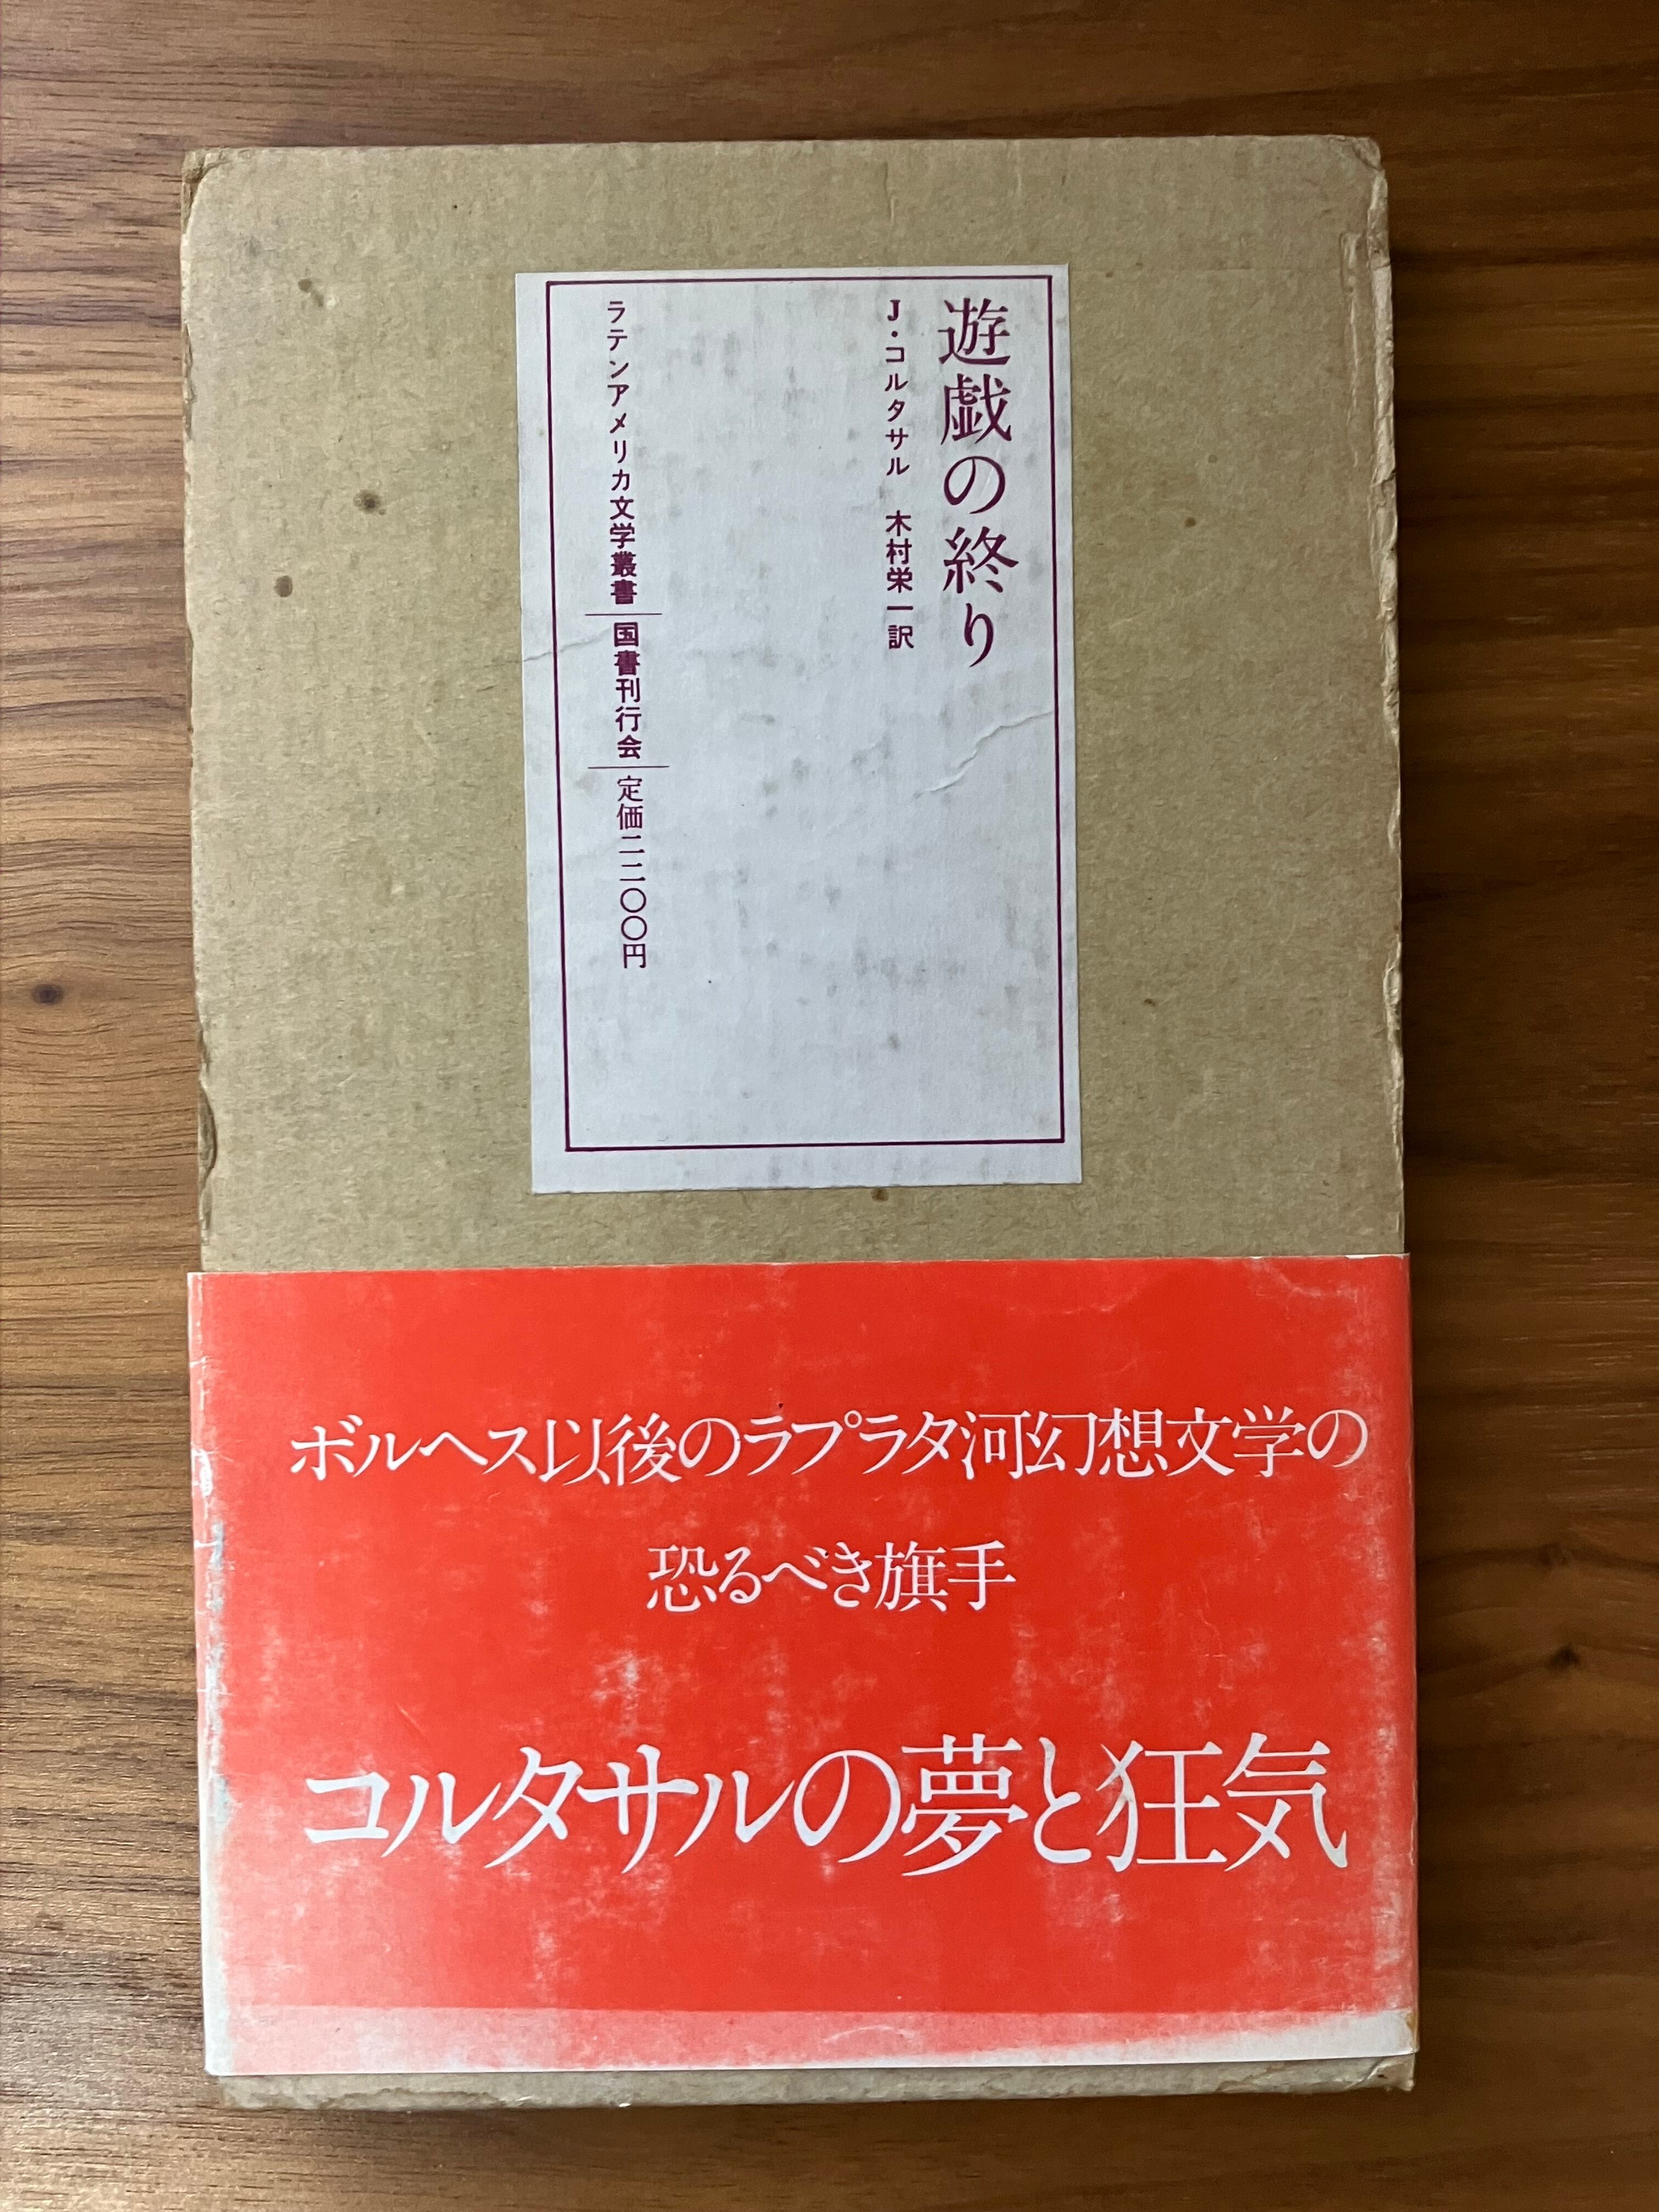 遊戯の終り
J・コルタサル 木村栄一訳
ラテンアメリカ文学叢書 国書刊行会 定価二二〇〇円
ボルヘス以後のラプラタ河幻想文学の
恐るべき旗手
コルタサルの夢と狂気